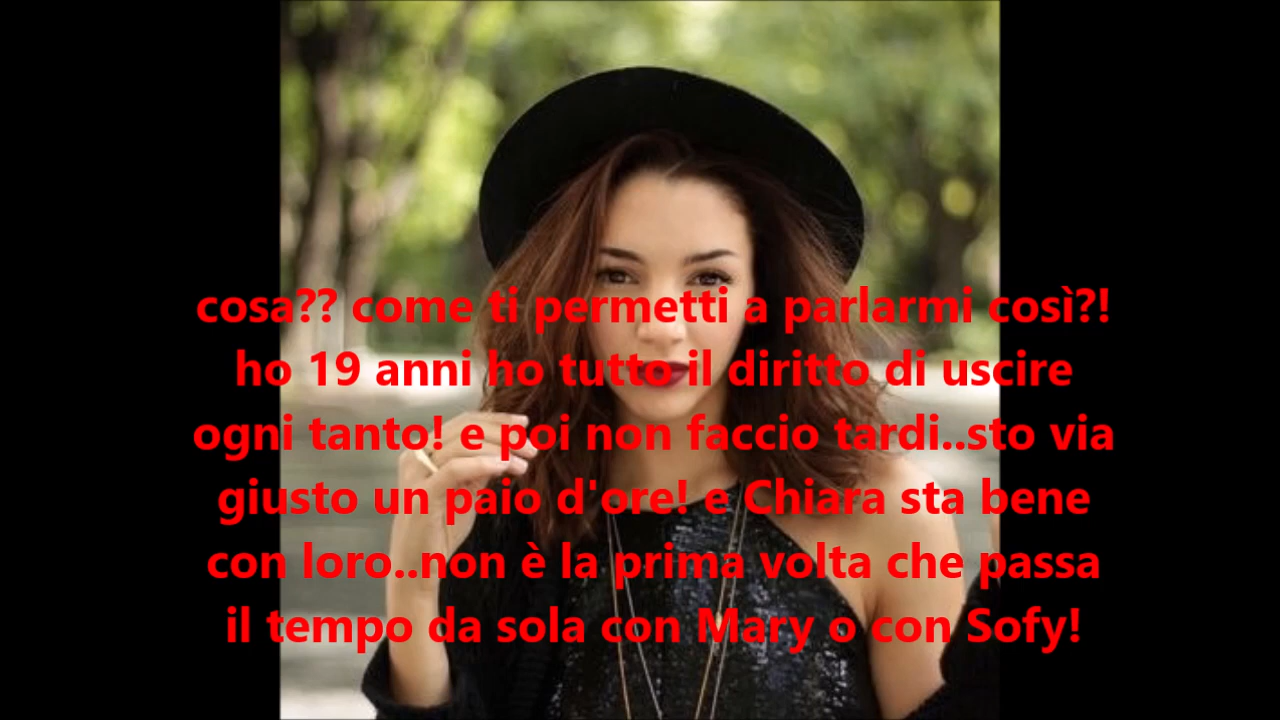 cosa?? come ti permetti a parlarmi così?!
ho 19 anni ho tutto il diritto di uscire
ogni tanto! e poi non faccio tardi..sto via
giusto un paio d'ore! e Chiara sta bene
con loro..non è la prima volta che passa
il tempo da sola con Mary o con Sofy!